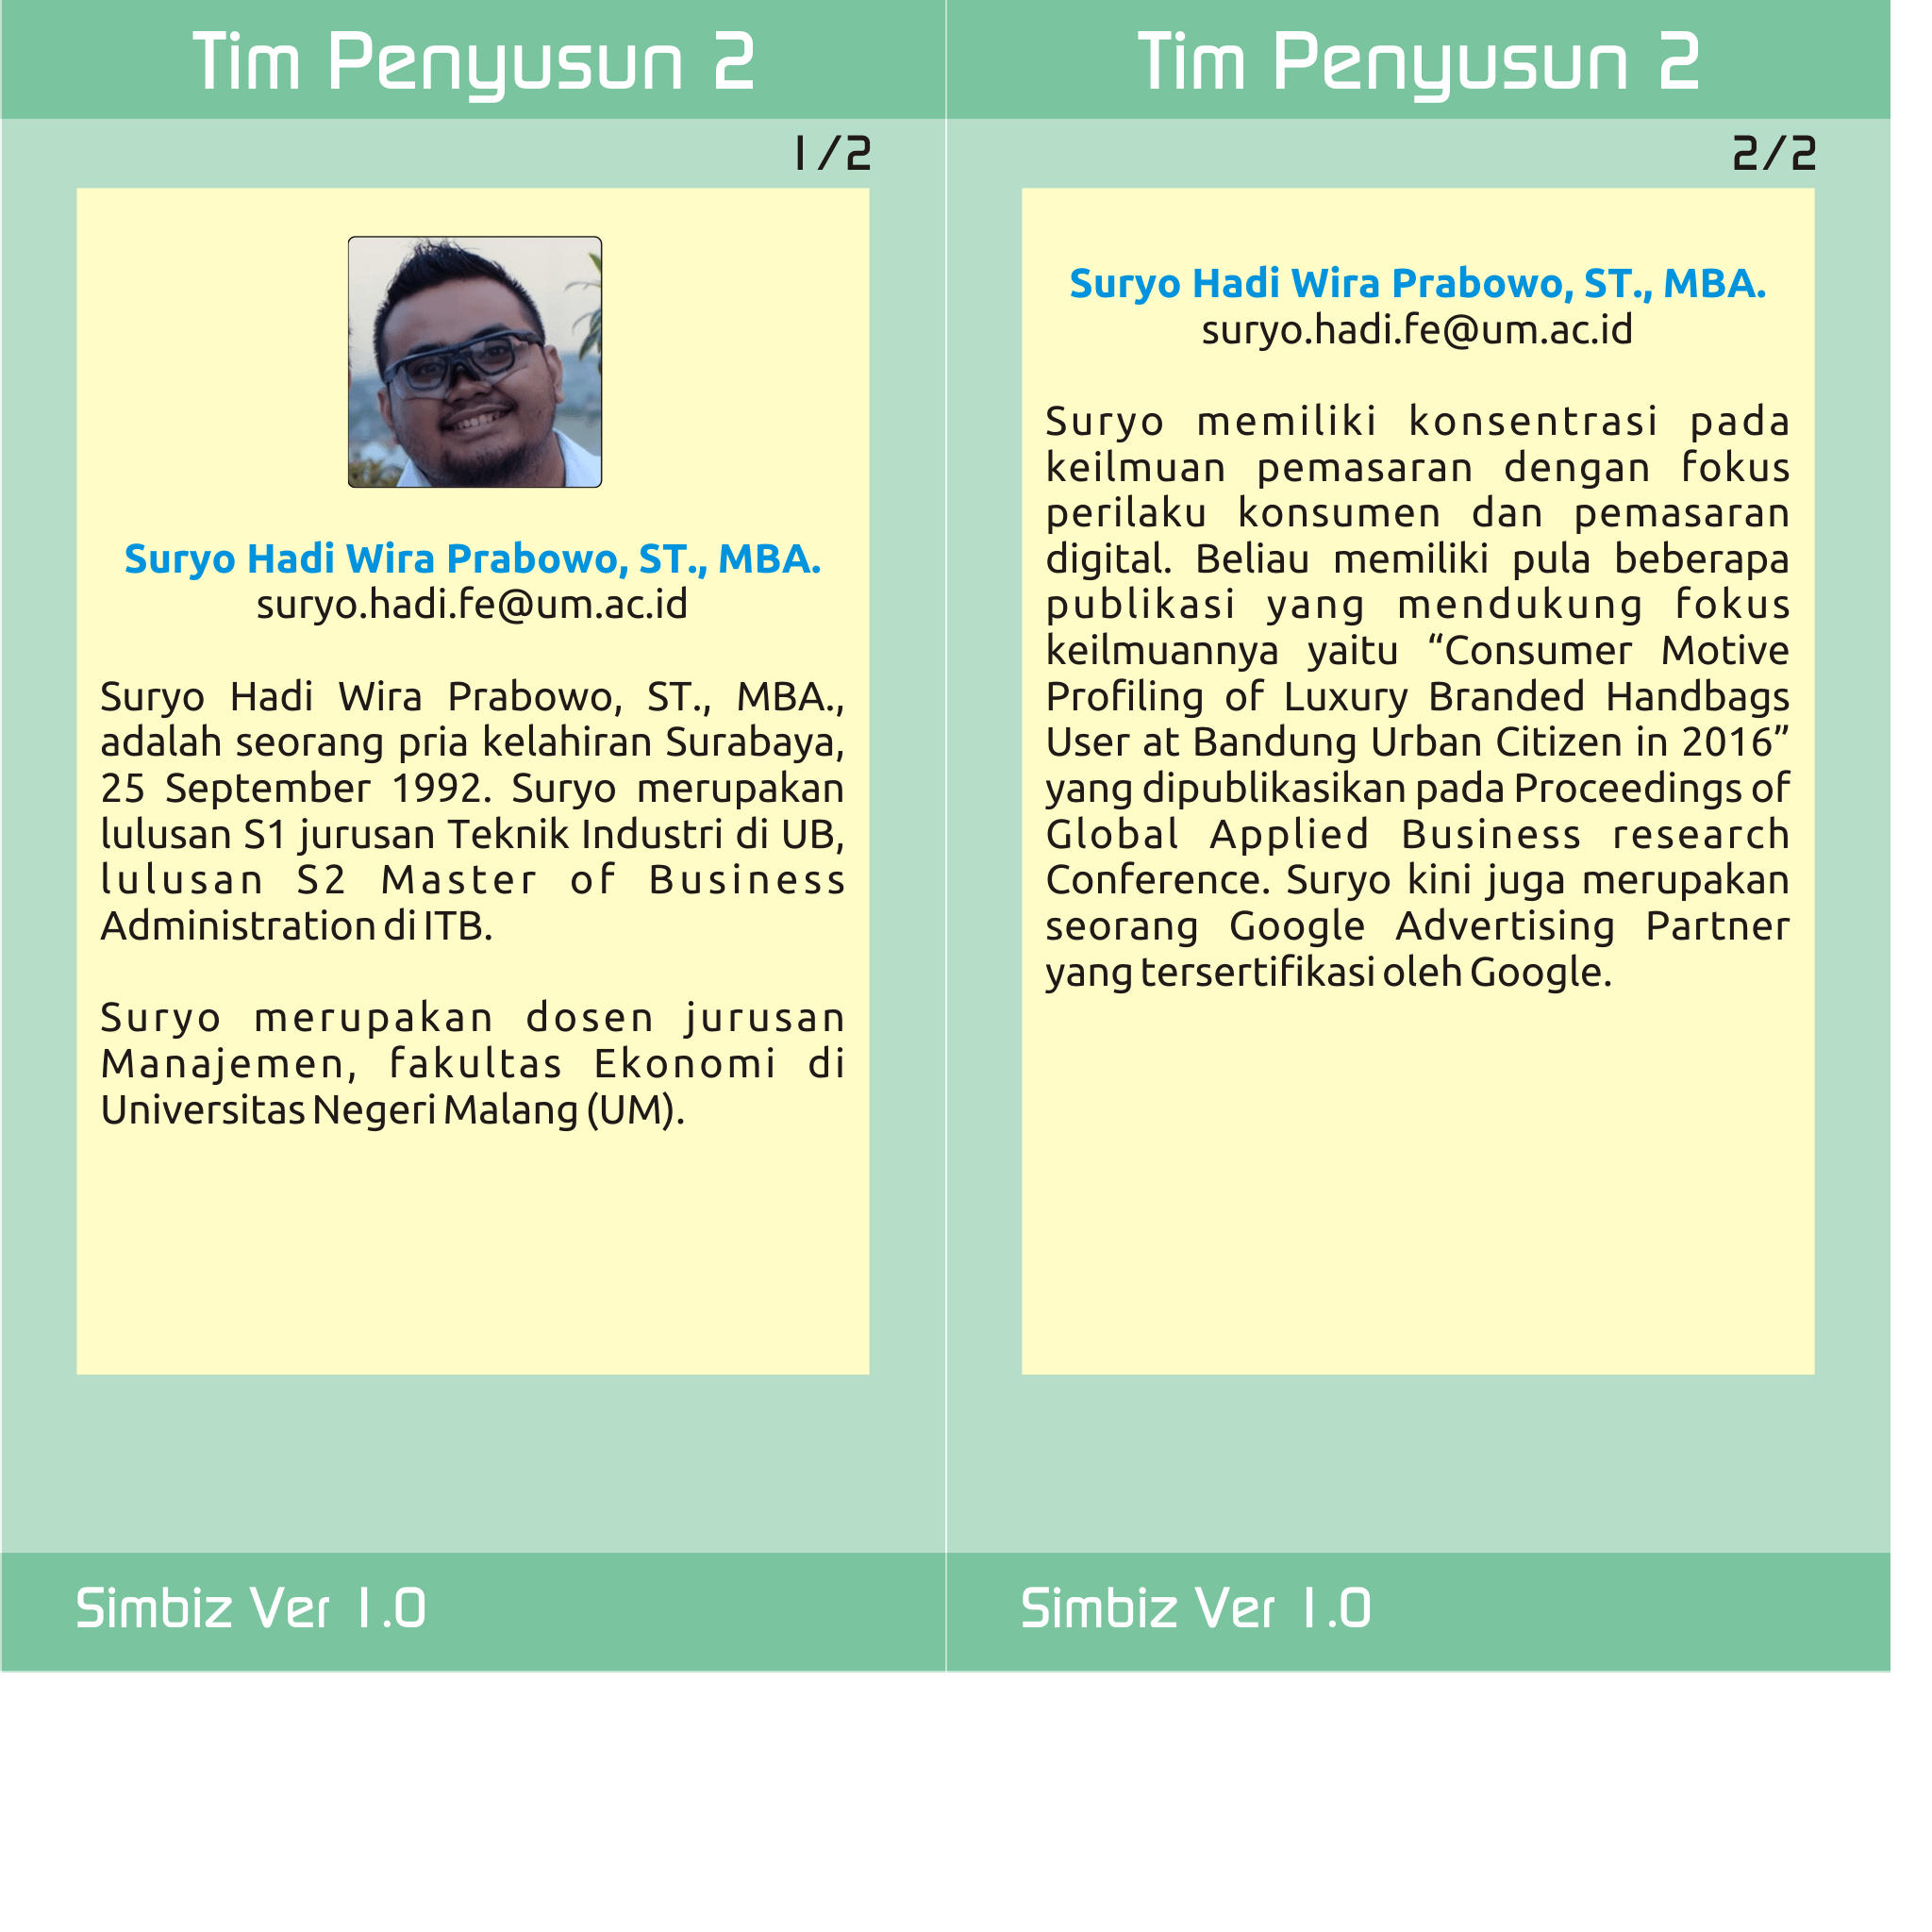 Tim Penyusun 2
1/2
Suryo Hadi Wira Prabowo, ST., MBA.
suryo.hadi.fe@um.ac.id
Suryo Hadi Wira Prabowo, ST., MBA.,
adalah seorang pria kelahiran Surabaya,
25 September 1992. Suryo merupakan
lulusan S1 jurusan Teknik Industri di UB,
lulusan S2 Master of Business
Administration di ITB.
Suryo merupakan dosen jurusan
Manajemen, fakultas Ekonomi di
Universitas Negeri Malang (UM).
Simbiz Ver 1.0
Tim Penyusun 2
2/2
Suryo Hadi Wira Prabowo, ST., MBA.
suryo.hadi.fe@um.ac.id
Suryo memiliki konsentrasi pada
keilmuan pemasaran dengan fokus
perilaku konsumen dan pemasaran
digital. Beliau memiliki pula beberapa
publikasi yang mendukung fokus
keilmuannya yaitu “Consumer Motive
Profiling of Luxury Branded Handbags
User at Bandung Urban Citizen in 2016”
yang dipublikasikan pada Proceedings of
Global Applied Business research
Conference. Suryo kini juga merupakan
seorang Google Advertising Partner
yang tersertifikasi oleh Google.
Simbiz Ver 1.0